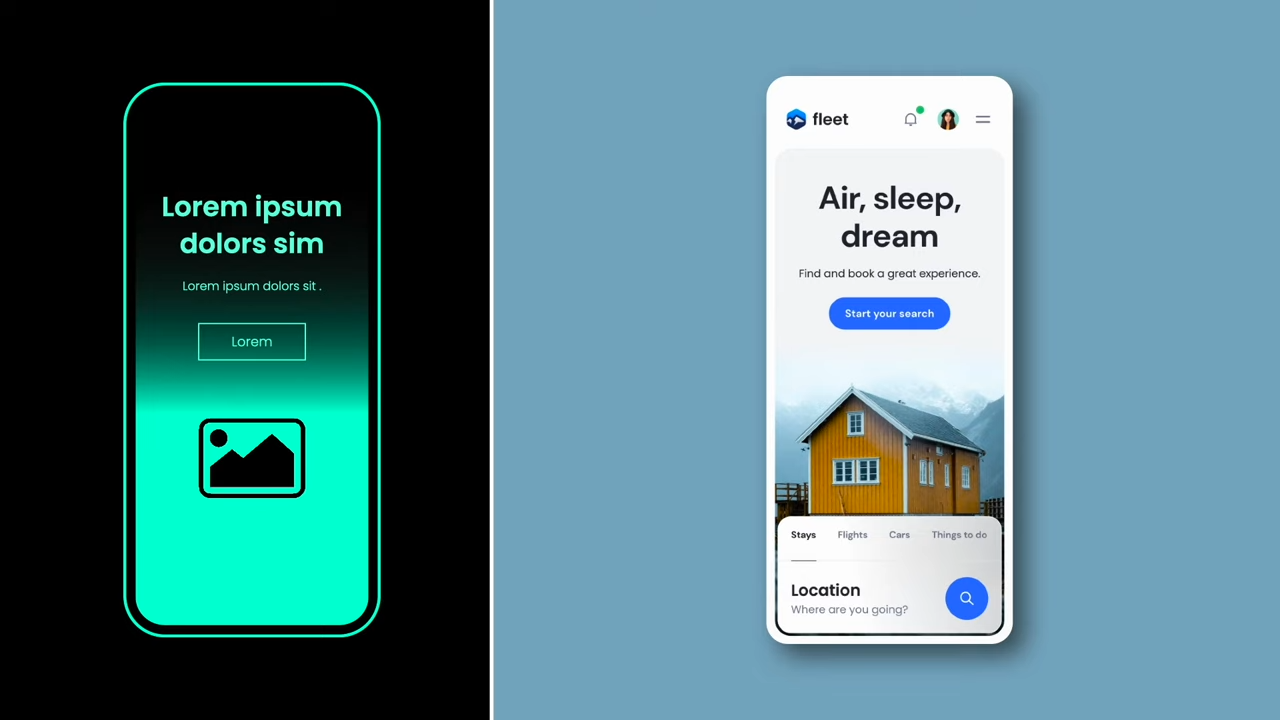 Lorem ipsum
dolors sim
Lorem ipsum dolors sit .
Lorem
fleet
Air, sleep,
dream
Find and book a great experience.
Start your search
Stays Flights Cars Things to do
Location
Where are you going?